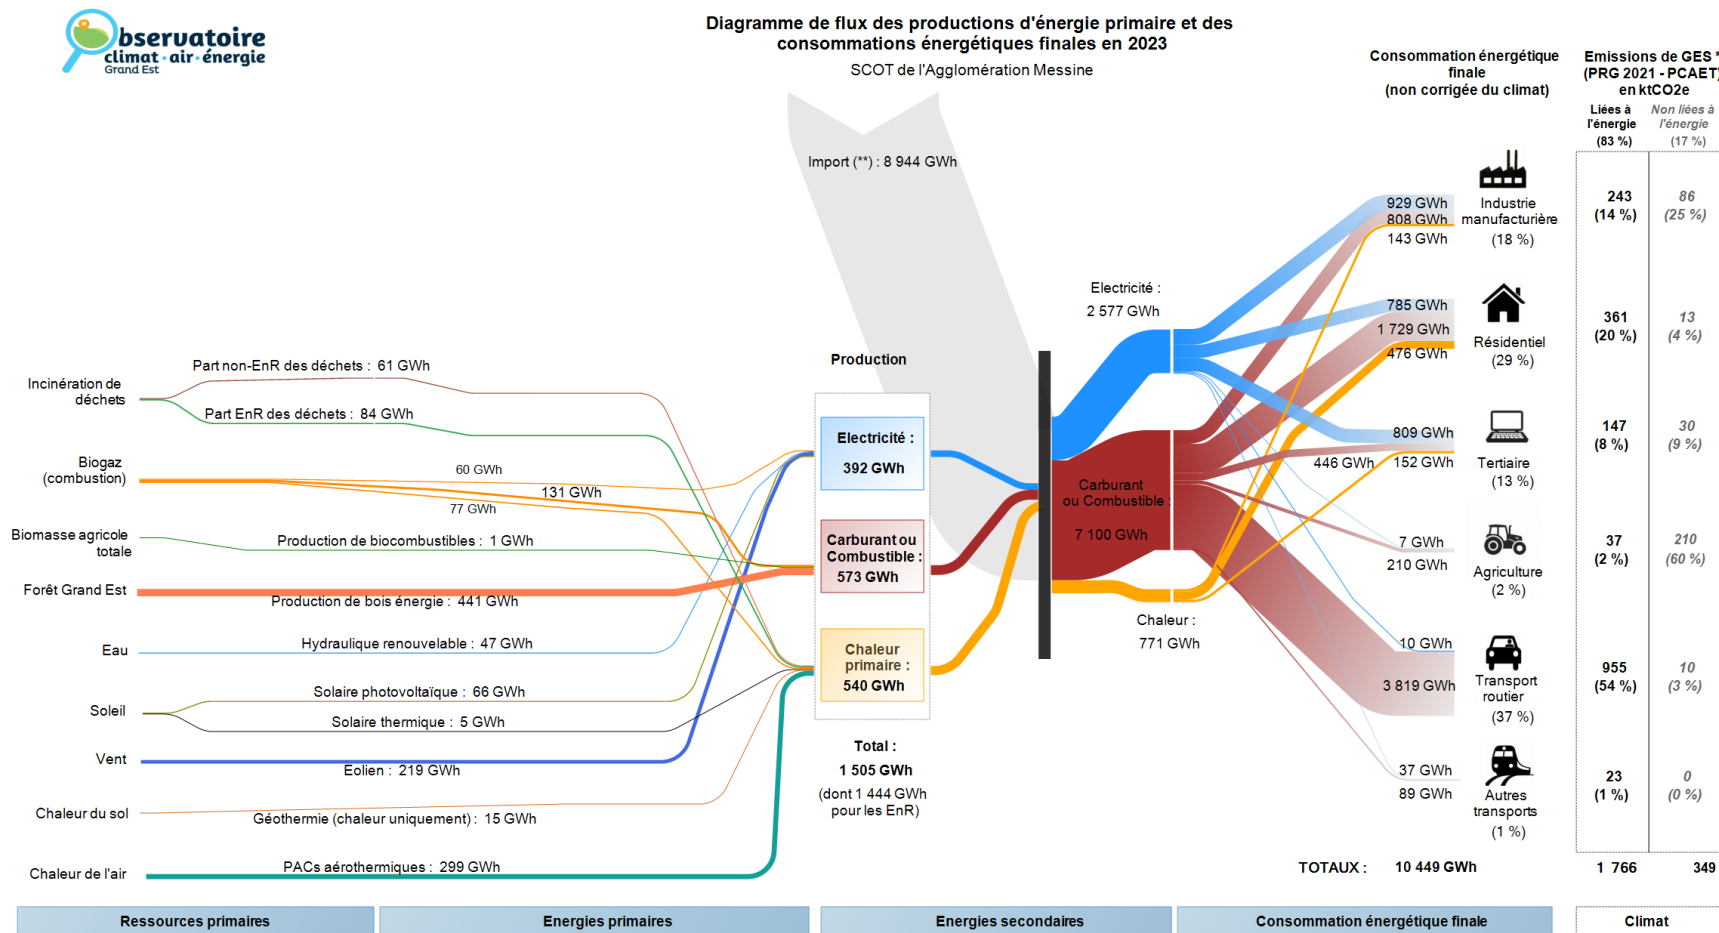 Observatoire
climat · air · énergie
Grand Est
Diagramme de flux des productions d'énergie primaire et des
consommations énergétiques finales en 2023
SCOT de l'Agglomération Messine
Consommation énergétique
finale
(non corrigée du climat)
Emissions de GES *
(PRG 2021 - PCAET)
en ktCO2e
Liées à
l'énergie
(83 %)
Non liées à
l'énergie
(17 %)
Import (**) : 8 944 GWh
Incinération de
déchets
Part non-EnR des déchets : 61 GWh
Part EnR des déchets : 84 GWh
Biogaz
(combustion)
60 GWh
131 GWh
77 GWh
Biomasse agricole
totale
Production de biocombustibles : 1 GWh
Forêt Grand Est
Production de bois énergie : 441 GWh
Eau
Hydraulique renouvelable : 47 GWh
Soleil
Solaire photovoltaïque : 66 GWh
Solaire thermique : 5 GWh
Vent
Eolien : 219 GWh
Chaleur du sol
Géothermie (chaleur uniquement) : 15 GWh
Chaleur de l'air
PACs aérothermiques : 299 GWh
Production
Electricité :
392 GWh
Carburant ou
Combustible :
573 GWh
Chaleur
primaire :
540 GWh
Total :
1 505 GWh
(dont 1 444 GWh
pour les EnR)
Electricité :
2 577 GWh
Carburant
ou Combustible :
7 100 GWh
Chaleur :
771 GWh
929 GWh
808 GWh
143 GWh
Industrie
manufacturière
(18 %)
243
(14 %)
86
(25 %)
785 GWh
1 729 GWh
476 GWh
Résidentiel
(29 %)
361
(20 %)
13
(4 %)
809 GWh
446 GWh
152 GWh
Tertiaire
(13 %)
147
(8 %)
30
(9 %)
7 GWh
210 GWh
Agriculture
(2 %)
37
(2 %)
210
(60 %)
10 GWh
3 819 GWh
Transport
routier
(37 %)
955
(54 %)
10
(3 %)
37 GWh
89 GWh
Autres
transports
(1 %)
23
(1 %)
0
(0 %)
TOTAUX : 10 449 GWh
1 766
349
Ressources primaires
Energies primaires
Energies secondaires
Consommation énergétique finale
Climat